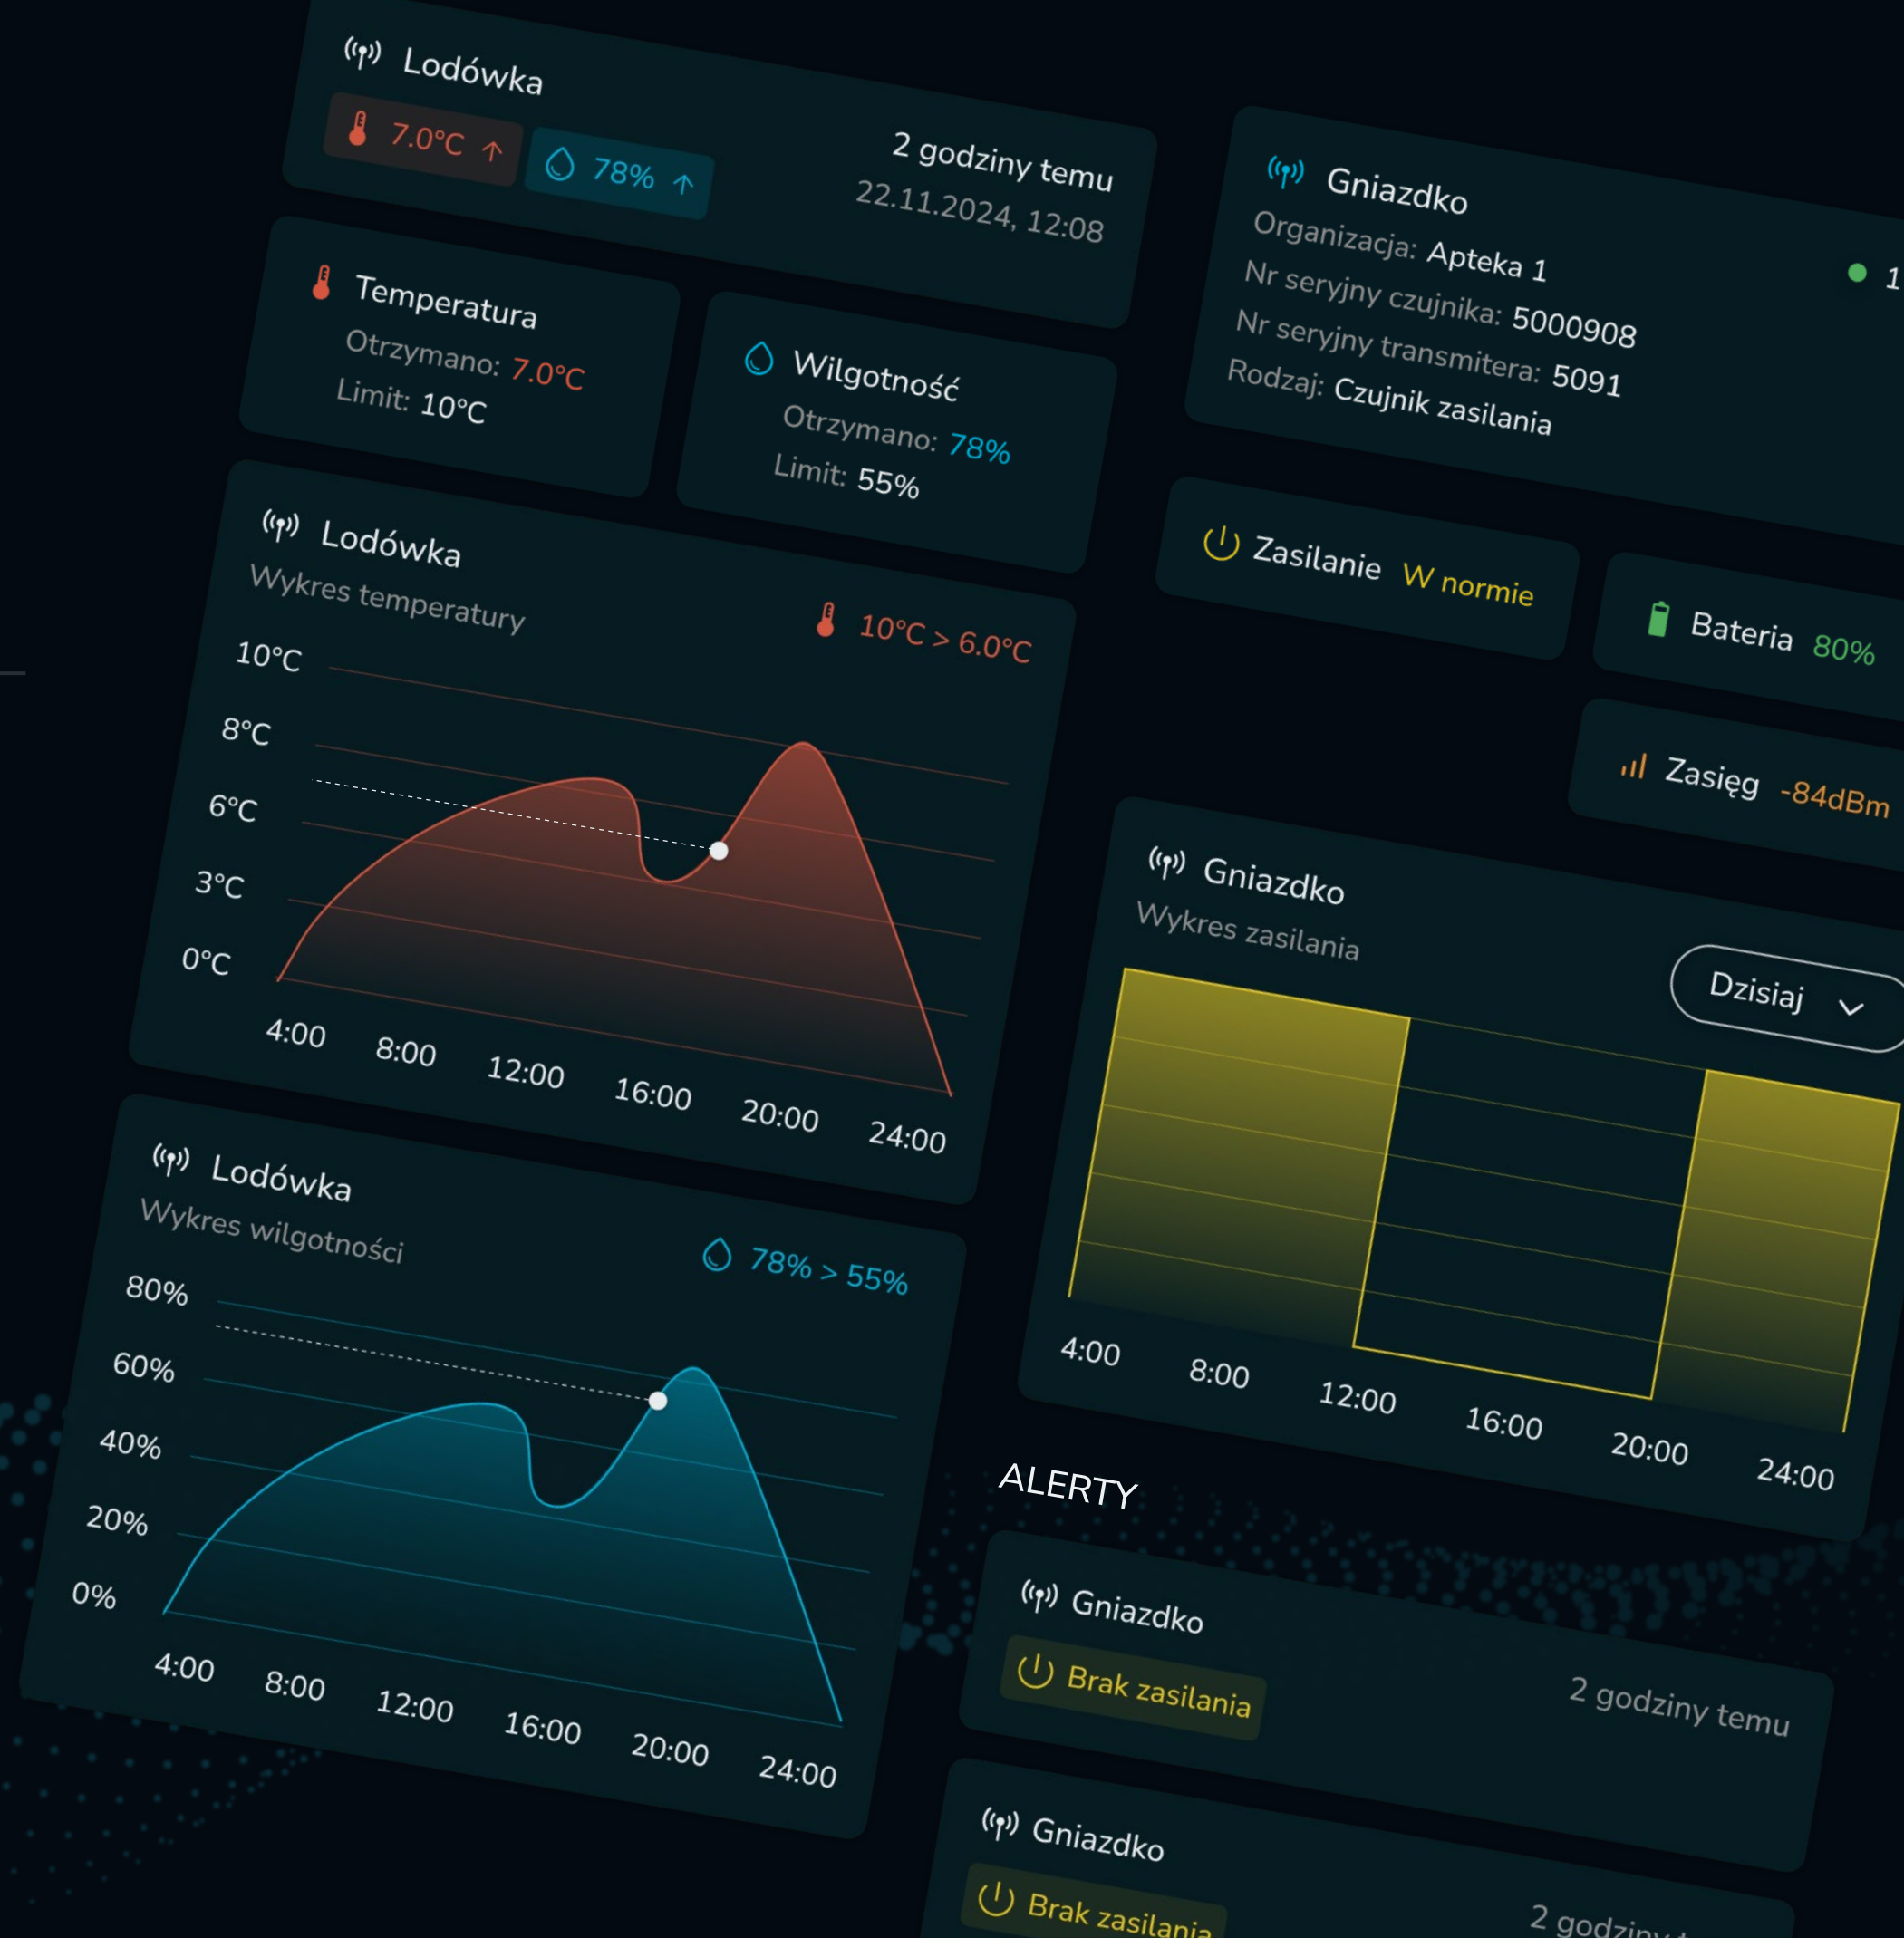 Lodówka
7.0°C ↑ 78% ↑
2 godziny temu
22.11.2024, 12:08
Temperatura
Otrzymano: 7.0°C
Limit: 10°C
Wilgotność
Otrzymano: 78%
Limit: 55%
Lodówka
Wykres temperatury
10°C > 6.0°C
10°C
8°C
6°C
3°C
0°C
4:00 8:00 12:00 16:00 20:00 24:00
Lodówka
Wykres wilgotności
78% > 55%
80%
60%
40%
20%
0%
4:00 8:00 12:00 16:00 20:00 24:00
Gniazdko
Organizacja: Apteka 1
Nr seryjny czujnika: 5000908
Nr seryjny transmitera: 5091
Rodzaj: Czujnik zasilania
1
Zasilanie W normie
Bateria 80%
Zasięg -84dBm
Gniazdko
Wykres zasilania
Dzisiaj
4:00 8:00 12:00 16:00 20:00 24:00
ALERTY
Gniazdko
Brak zasilania
2 godziny temu
Gniazdko
Brak zasilania
2 godziny